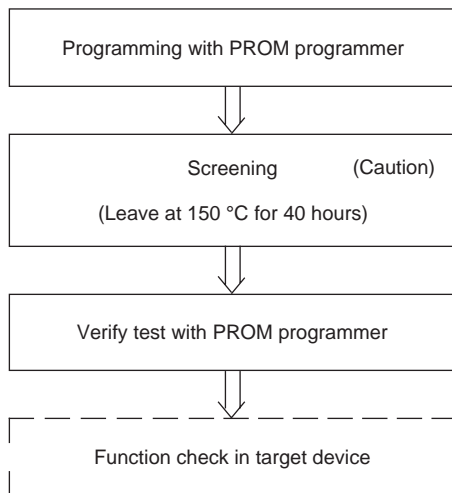 Programming with PROM programmer
Screening (Caution)
(Leave at 150 °C for 40 hours)
Verify test with PROM programmer
Function check in target device